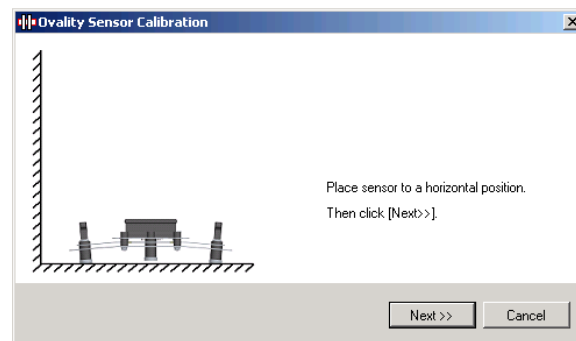 Ovality Sensor Calibration
Place sensor to a horizontal position.
Then click [Next>>].
Next >>
Cancel